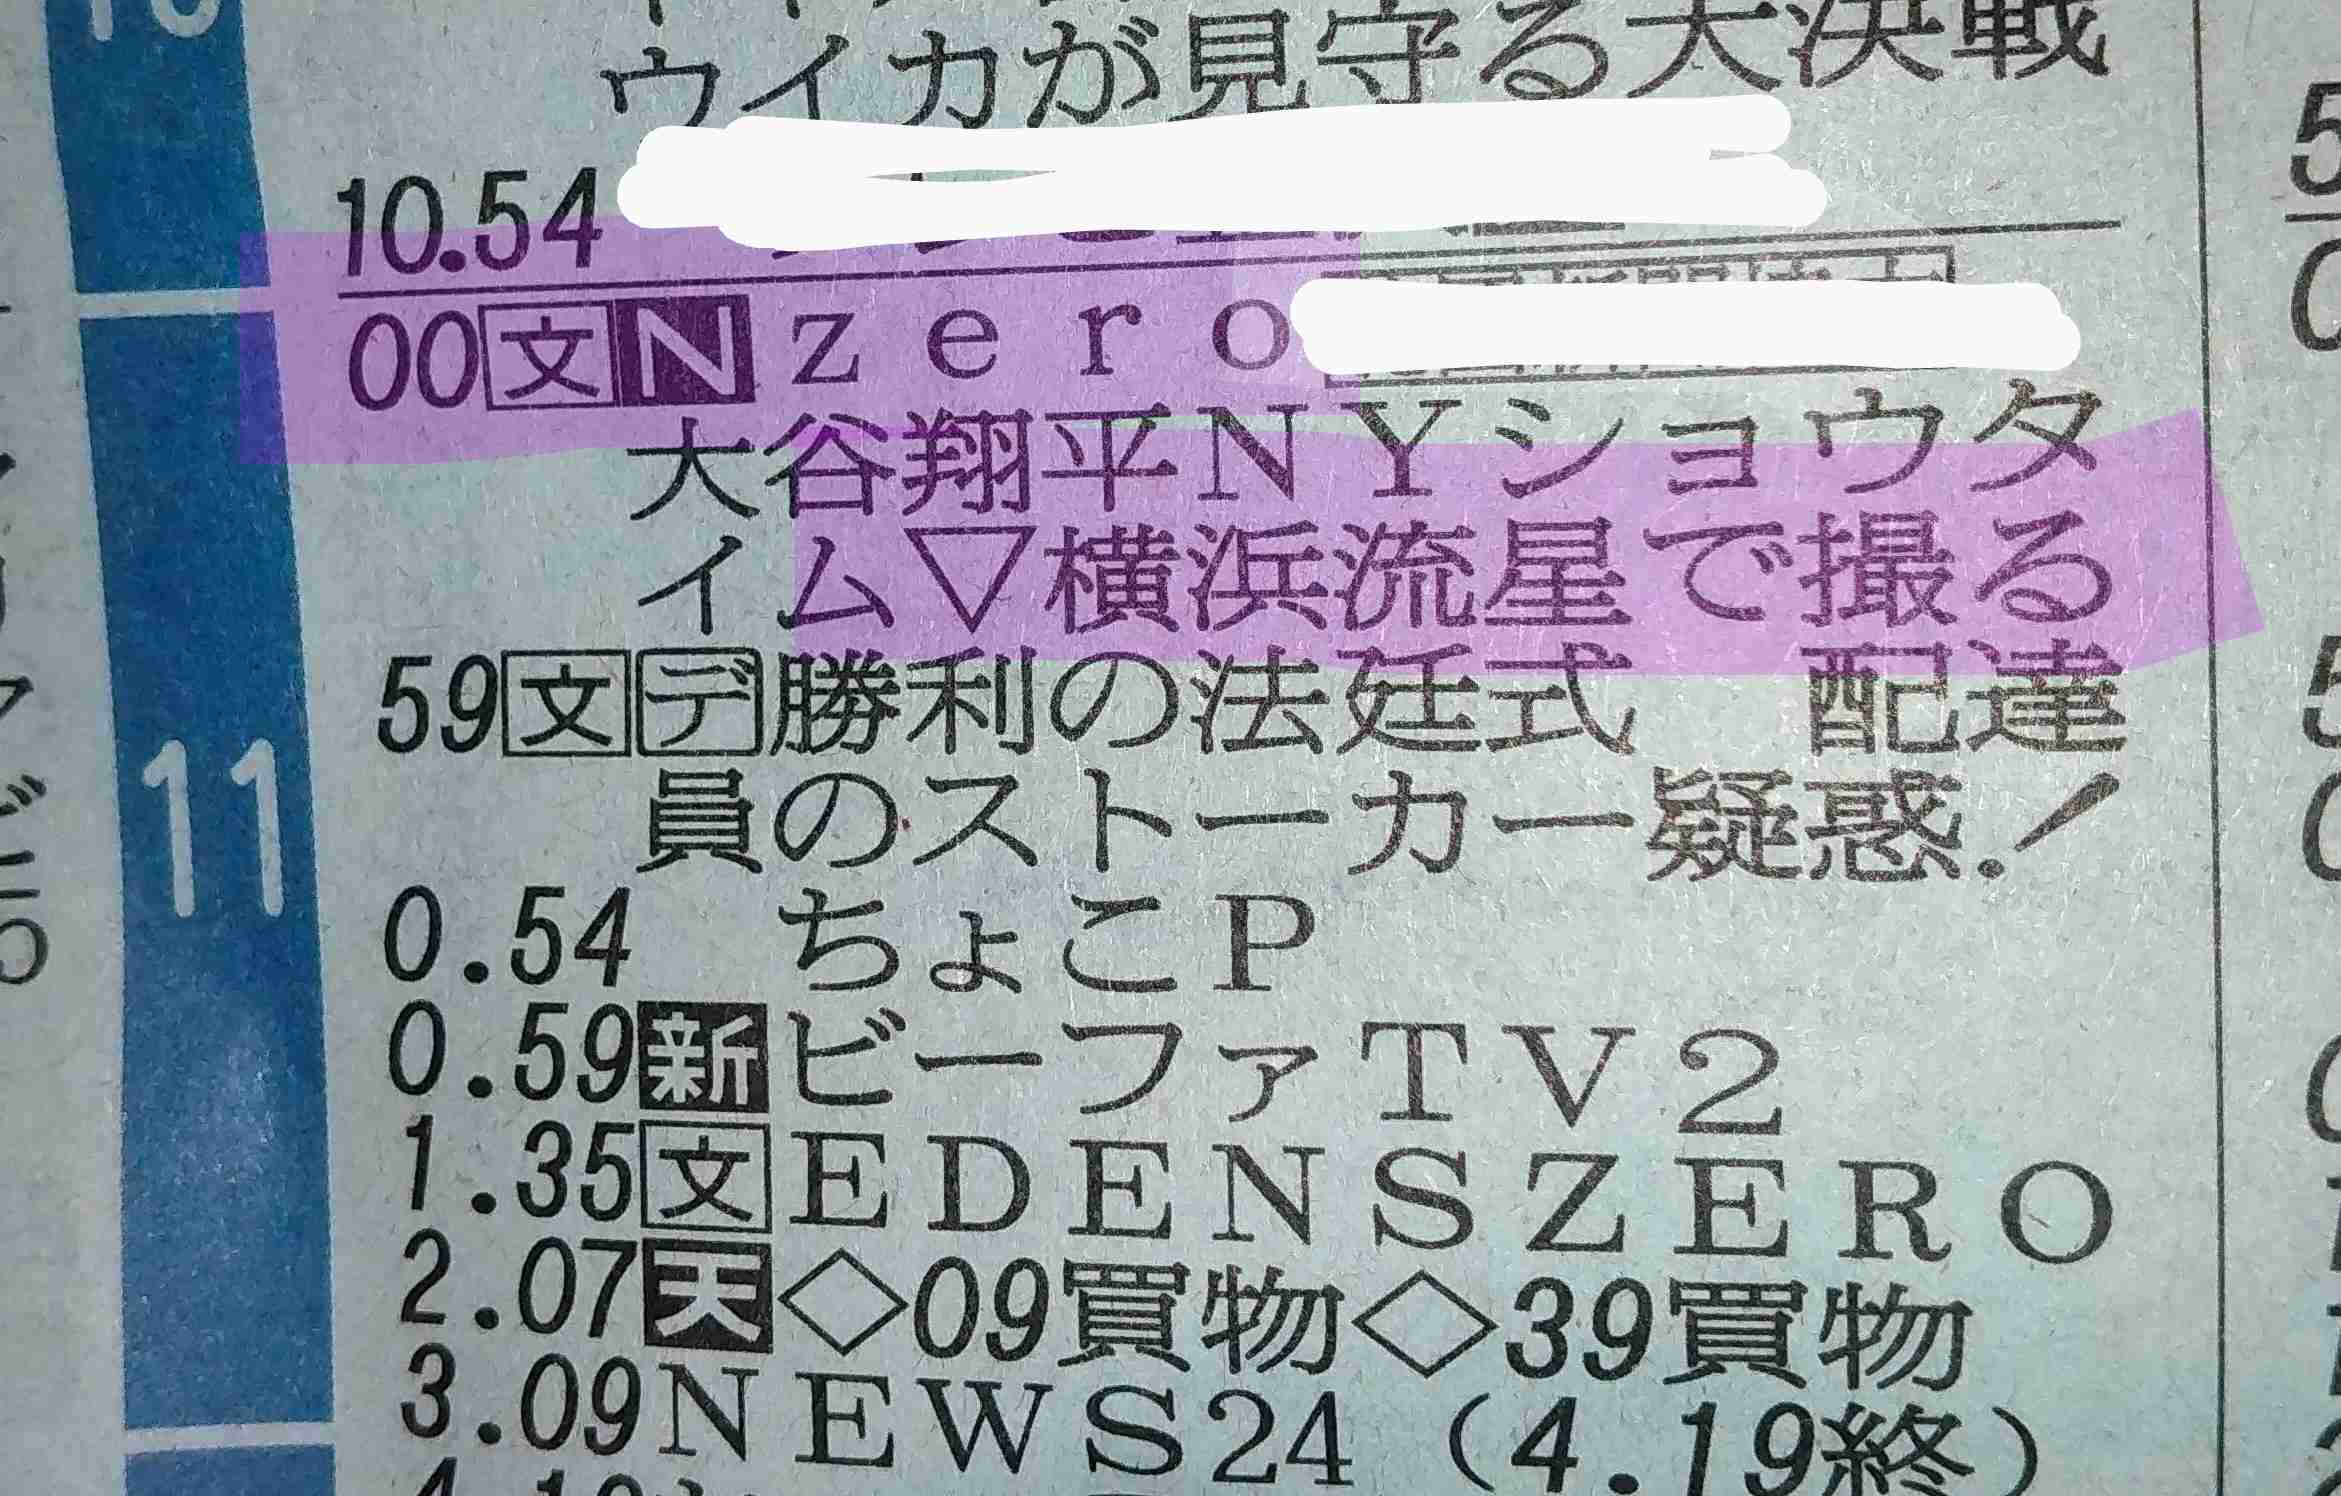 ウイカが見守る大決戦
10.54
00文N zero
大谷翔平NYショウタ
イム▽横浜流星で撮る
59文デ勝利の法廷式 配達
員のストーカー疑惑!
11
0.54 ちょこP
0.59新ビーファTV2
1.35文EDENSZERO
2.07天◇09買物◇39買物
3.09NEWS24(4.19終)